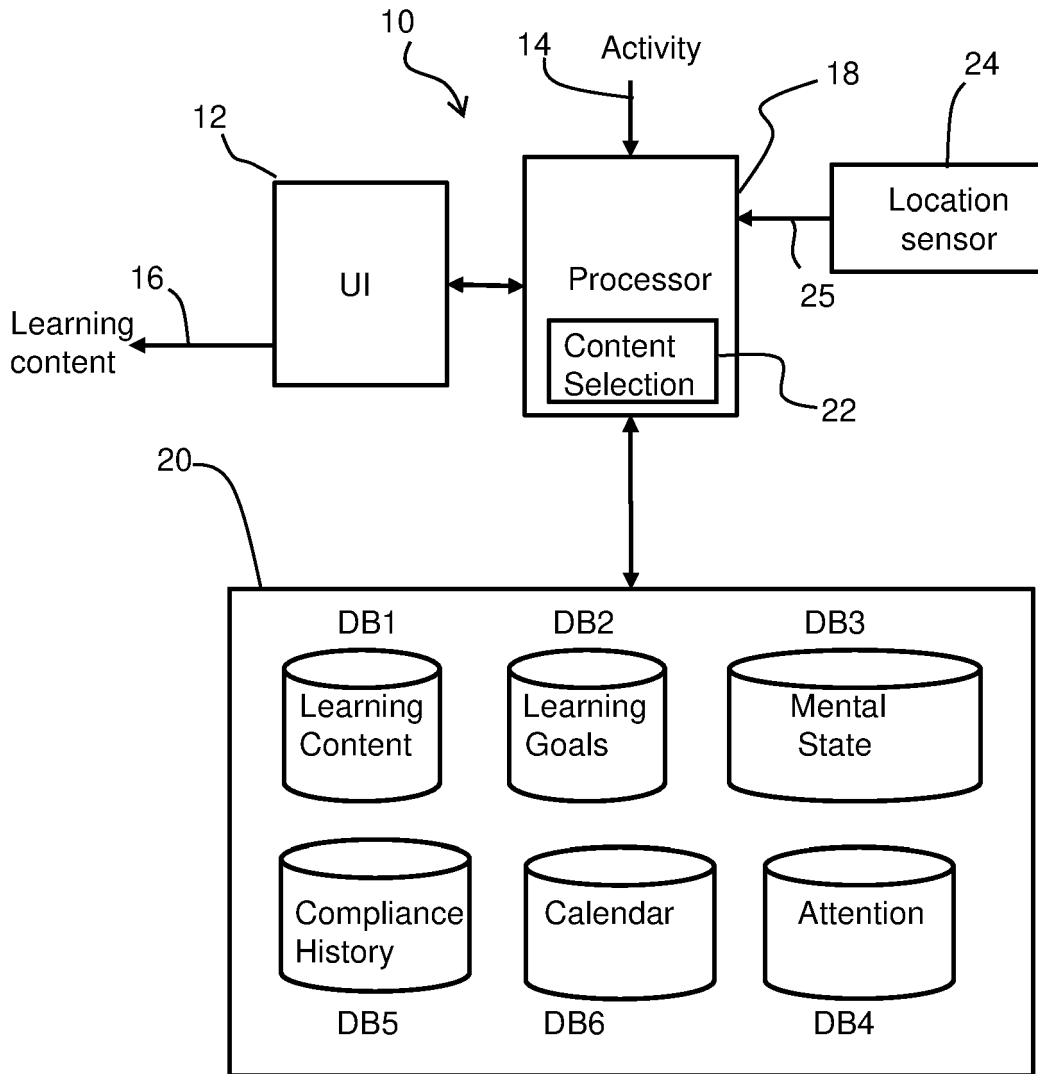 10
14
Activity
18
24
12
Location
sensor
UI
Processor
25
16
Learning
content
Content
Selection
22
20
DB1
DB2
DB3
Learning
Content
Learning
Goals
Mental
State
Compliance
History
Calendar
Attention
DB5
DB6
DB4